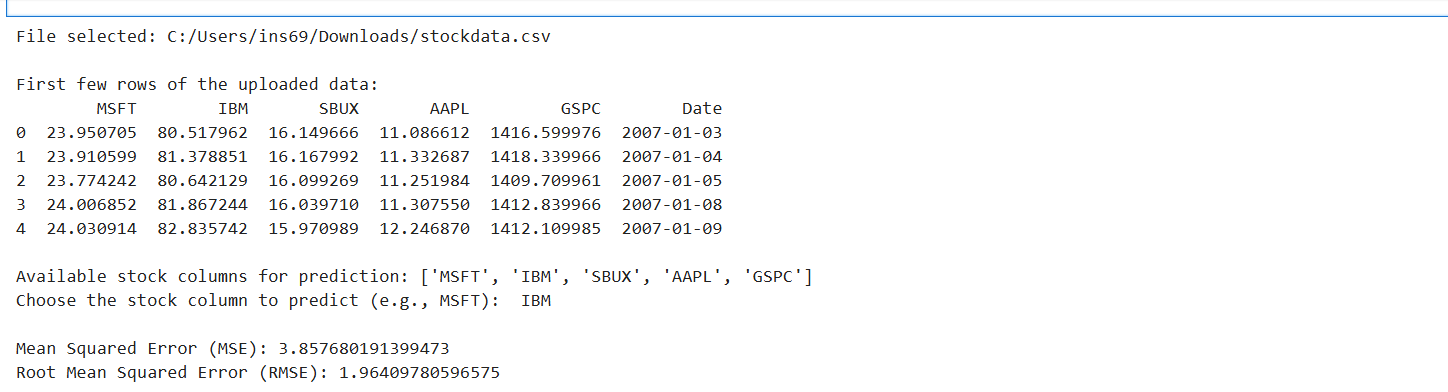 File selected: C:/Users/ins69/Downloads/stockdata.csv
First few rows of the uploaded data:
MSFT IBM SBUX AAPL GSPC Date
0 23.950705 80.517962 16.149666 11.086612 1416.599976 2007-01-03
1 23.910599 81.378851 16.167992 11.332687 1418.339966 2007-01-04
2 23.774242 80.642129 16.099269 11.251984 1409.709961 2007-01-05
3 24.006852 81.867244 16.039710 11.307550 1412.839966 2007-01-08
4 24.030914 82.835742 15.970989 12.246870 1412.109985 2007-01-09
Available stock columns for prediction: ['MSFT', 'IBM', 'SBUX', 'AAPL', 'GSPC']
Choose the stock column to predict (e.g., MSFT): IBM
Mean Squared Error (MSE): 3.857680191399473
Root Mean Squared Error (RMSE): 1.96409780596575